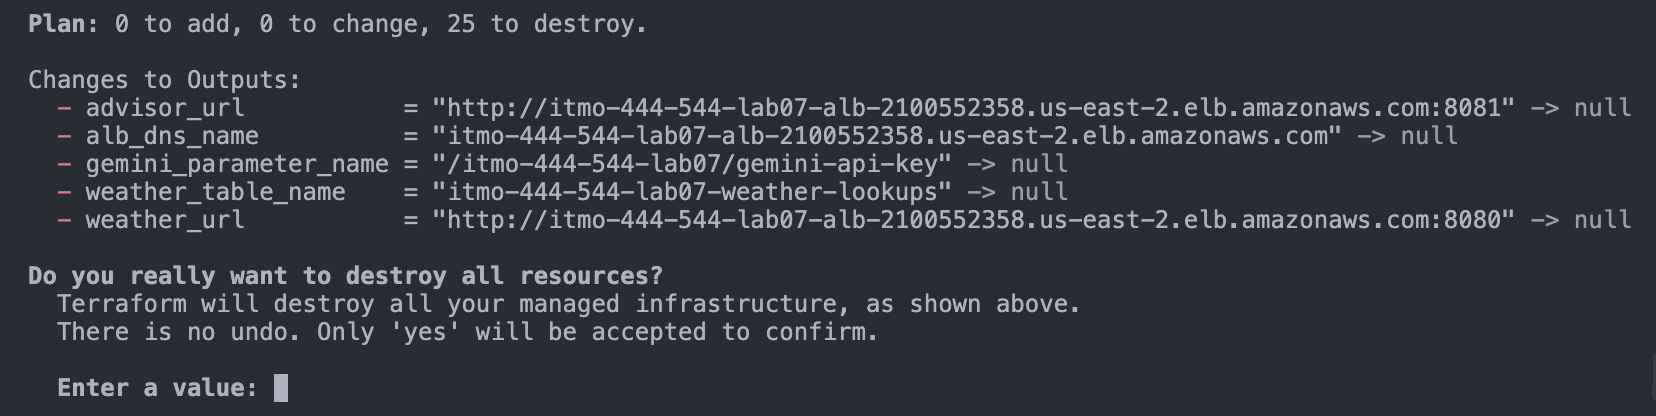 Plan: 0 to add, 0 to change, 25 to destroy.
Changes to Outputs:
- advisor_url = "http://itmo-444-544-lab07-alb-2100552358.us-east-2.elb.amazonaws.com:8081" -> null
- alb_dns_name = "itmo-444-544-lab07-alb-2100552358.us-east-2.elb.amazonaws.com" -> null
- gemini_parameter_name = "/itmo-444-544-lab07/gemini-api-key" -> null
- weather_table_name = "itmo-444-544-lab07-weather-lookups" -> null
- weather_url = "http://itmo-444-544-lab07-alb-2100552358.us-east-2.elb.amazonaws.com:8080" -> null
Do you really want to destroy all resources?
Terraform will destroy all your managed infrastructure, as shown above.
There is no undo. Only 'yes' will be accepted to confirm.
Enter a value: